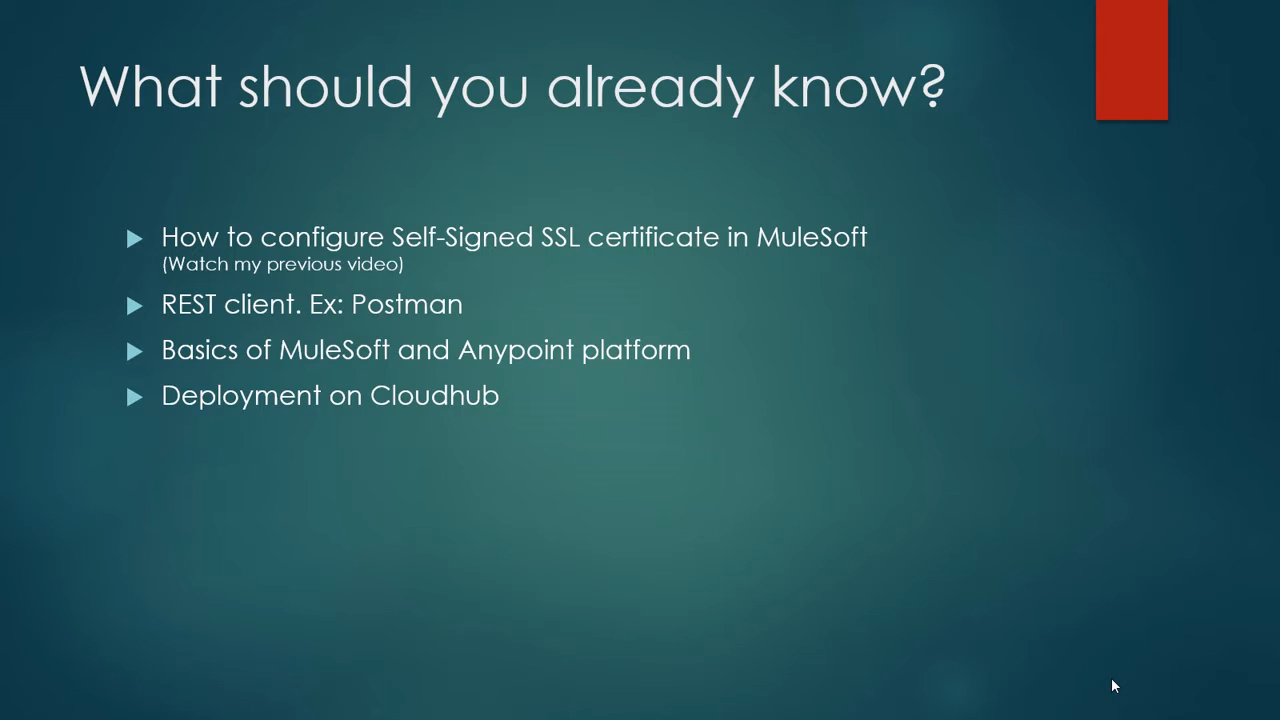 What should you already know?
How to configure Self-Signed SSL certificate in MuleSoft
(Watch my previous video)
REST client. Ex: Postman
Basics of MuleSoft and Anypoint platform
Deployment on Cloudhub